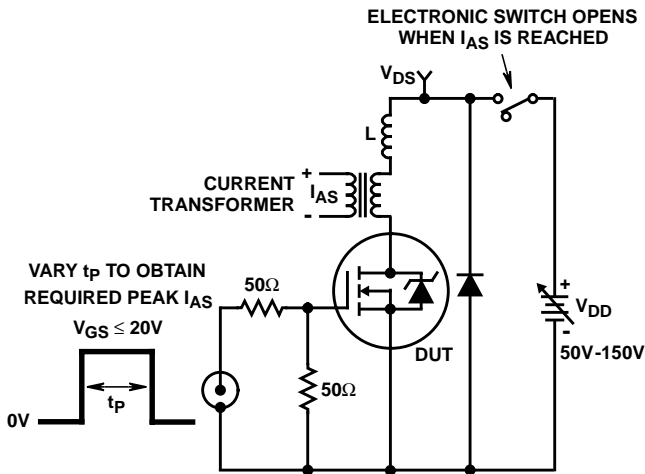 ELECTRONIC SWITCH OPENS
WHEN IAS IS REACHED
VDS
L
+
CURRENT
TRANSFORMER
IAS
-
VARY tP TO OBTAIN
REQUIRED PEAK IAS
50Ω
VGS ≤ 20V
DUT
+
VDD
-
50V-150V
50Ω
0V
tP